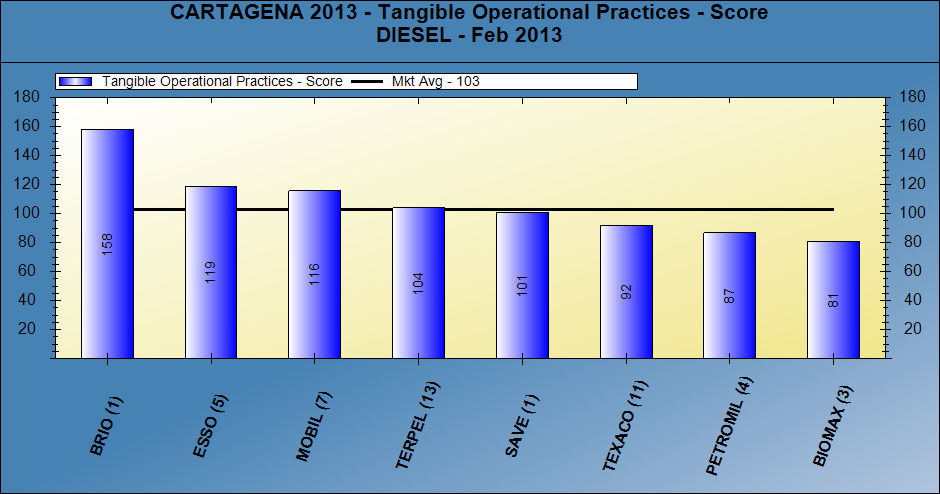 CARTAGENA 2013 - Tangible Operational Practices - Score
DIESEL - Feb 2013
Tangible Operational Practices - Score
Mkt Avg - 103
180 180
160 160
140 140
120 120
100 100
80 80
60 60
40 40
20 20
158
119
116
104
101
92
87
81
BRIO (1)
ESSO (5)
MOBIL (7)
TERPEL (13)
SAVE (1)
TEXACO (11)
PETROMIL (4)
BIOMAX (3)